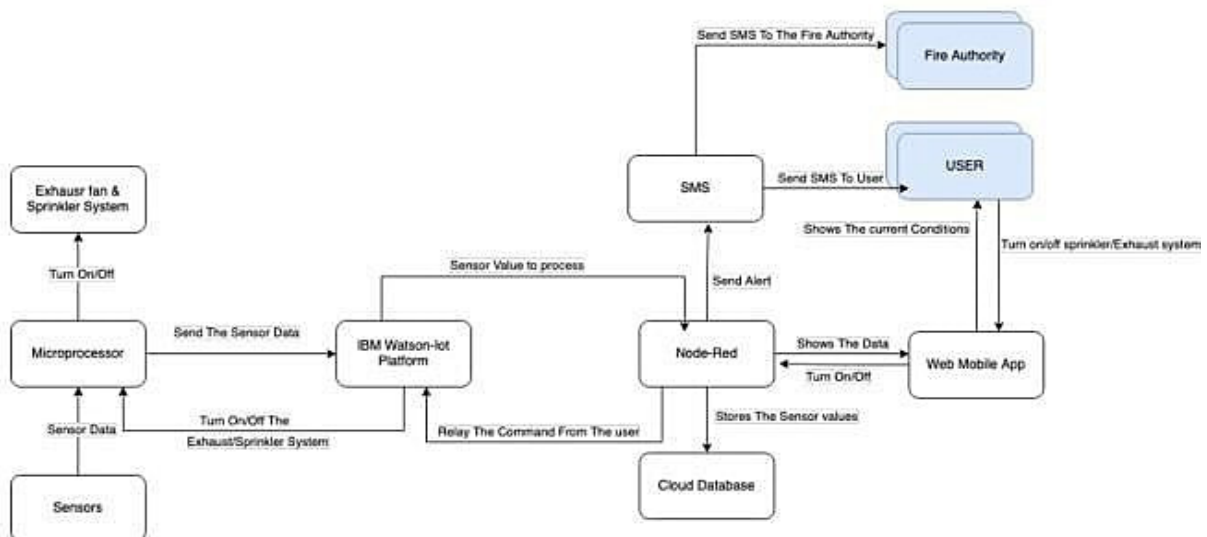 Send SMS To The Fire Authority
Fire Authority
USER
SMS
Send SMS To User
Exhausr fan &
Sprinkler System
Shows The current Conditions
Turn on/off sprinkler/Exhaust system
Turn On/Off
Sensor Value to process
Send Alert
Send The Sensor Data
Microprocessor
IBM Watson-Iot
Platform
Node-Red
Shows The Data
Turn On/Off
Web Mobile App
Sensor Data
Turn On/Off The
Exhaust/Sprinkler System
Relay The Command From The user
Stores The Sensor values
Sensors
Cloud Database